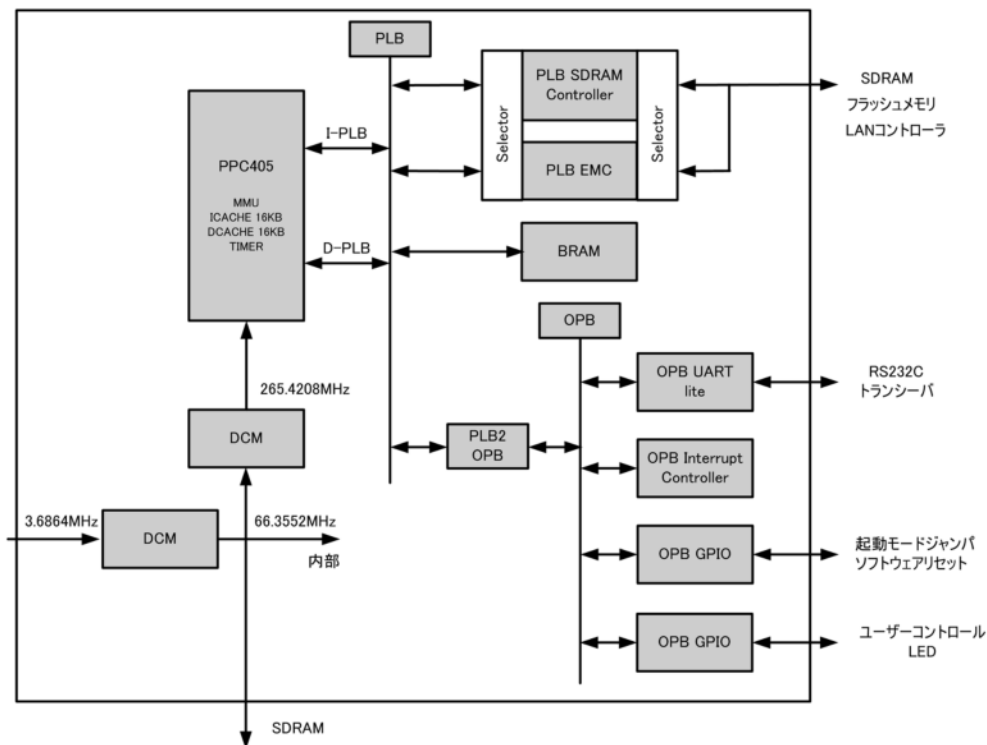 PLB
PLB SDRAM
Controller
Selector
Selector
PLB EMC
SDRAM
フラッシュメモリ
LANコントローラ
I-PLB
PPC405
MMU
ICACHE 16KB
DCACHE 16KB
TIMER
D-PLB
BRAM
OPB
265.4208MHz
OPB UART
lite
RS232C
トランシーバ
DCM
PLB2
OPB
OPB Interrupt
Controller
3.6864MHz
DCM
66.3552MHz
内部
OPB GPIO
起動モードジャンパ
ソフトウェアリセット
OPB GPIO
ユーザーコントロール
LED
SDRAM